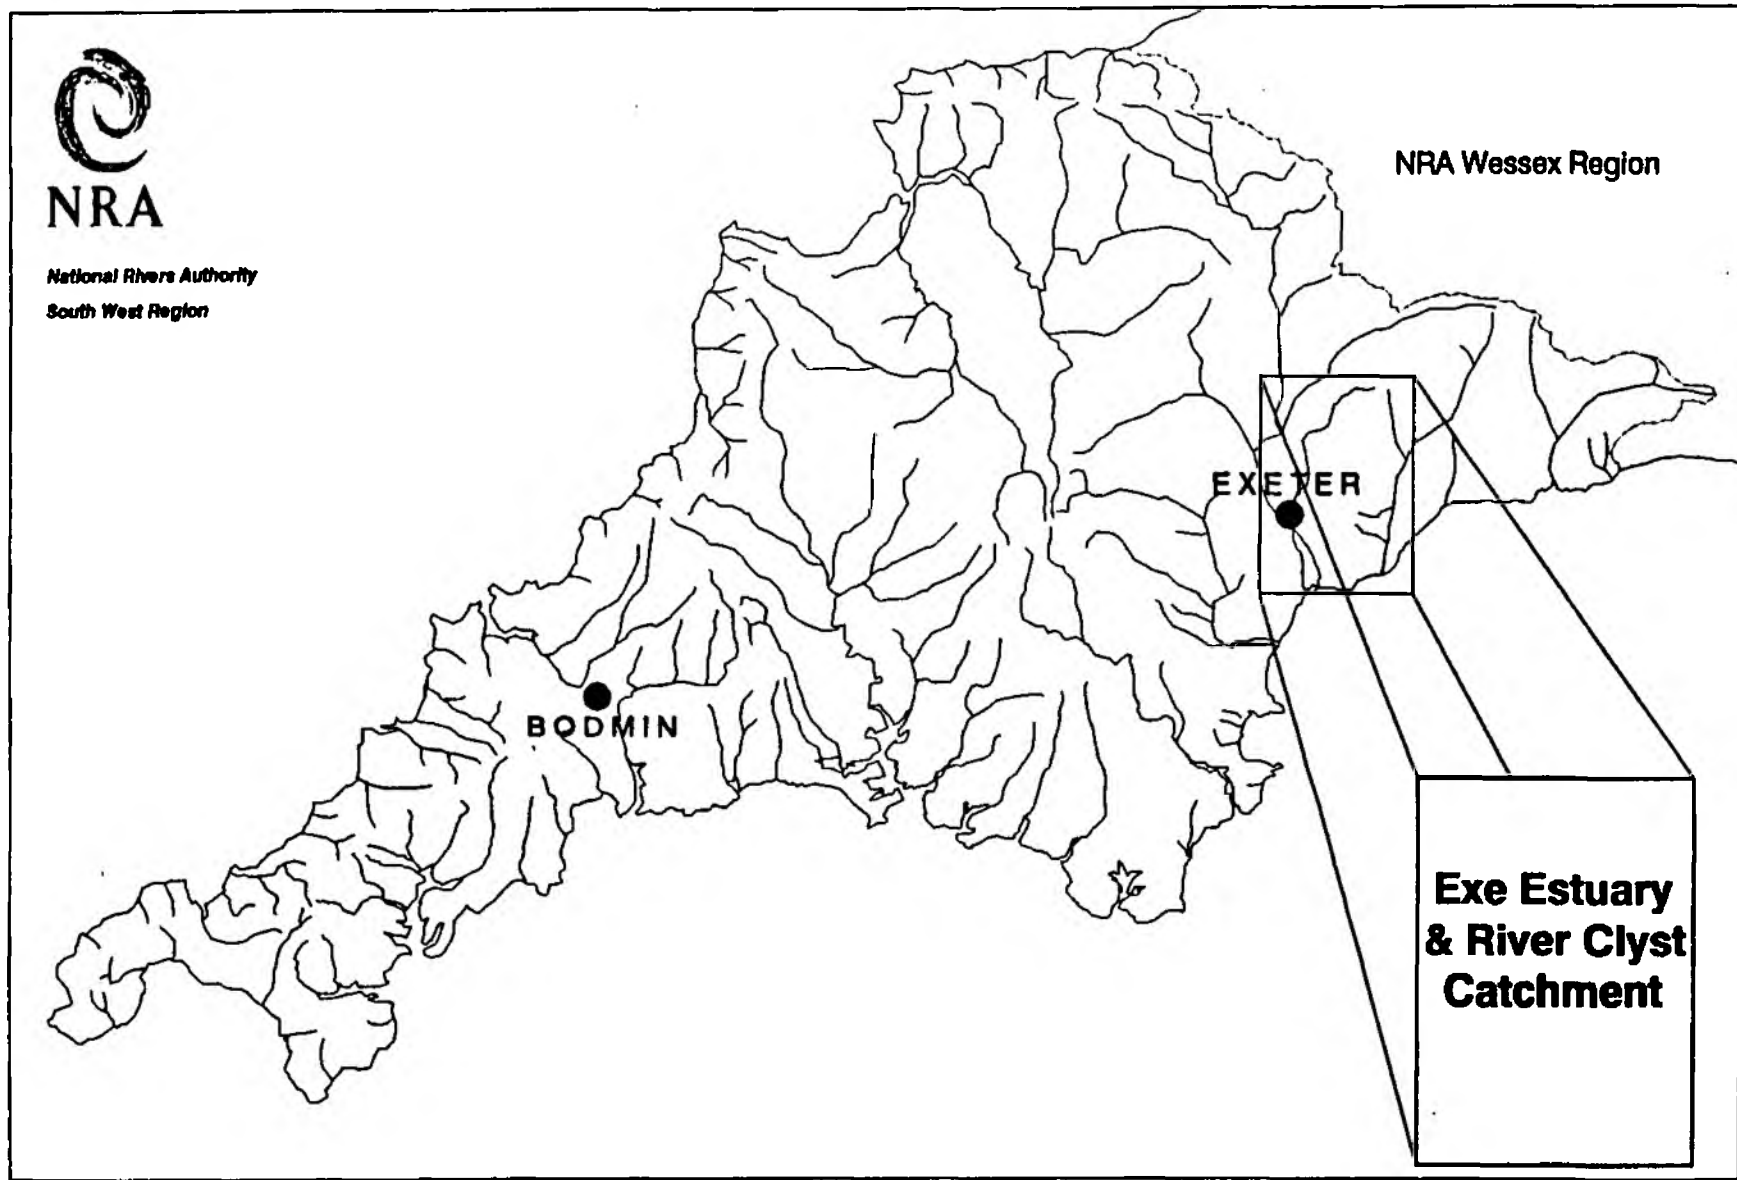 NRA
National Rivers Authority
South West Region
NRA Wessex Region
EXETER
BODMIN
Exe Estuary
& River Clyst
Catchment